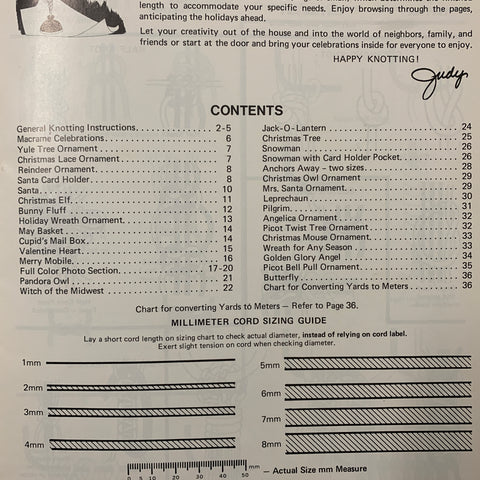 length to accommodate your specific needs. Enjoy browsing through the pages,
anticipating the holidays ahead.
Let your creativity out of the house and into the world of neighbors, family, and
friends or start at the door and bring your celebrations inside for everyone to enjoy.
HAPPY KNOTTING!
Judy
CONTENTS
General Knotting Instructions. . . . . . . . . . . . . . 2-5
Macrame Celebrations . . . . . . . . . . . . . . . . . . . . 6
Yule Tree Ornament . . . . . . . . . . . . . . . . . . . . . 7
Christmas Lace Ornament . . . . . . . . . . . . . . . . . 7
Reindeer Ornament . . . . . . . . . . . . . . . . . . . . . . 8
Santa Card Holder . . . . . . . . . . . . . . . . . . . . . . . 8
Santa . . . . . . . . . . . . . . . . . . . . . . . . . . . . . . . . 10
Christmas Elf . . . . . . . . . . . . . . . . . . . . . . . . . . 11
Bunny Fluff . . . . . . . . . . . . . . . . . . . . . . . . . . . 12
Holiday Wreath Ornament . . . . . . . . . . . . . . . . 13
May Basket . . . . . . . . . . . . . . . . . . . . . . . . . . . . 14
Cupid's Mail Box . . . . . . . . . . . . . . . . . . . . . . . 14
Valentine Heart . . . . . . . . . . . . . . . . . . . . . . . . 15
Merry Mobile . . . . . . . . . . . . . . . . . . . . . . . . . . 16
Full Color Photo Section . . . . . . . . . . . . . . . 17-20
Pandora Owl . . . . . . . . . . . . . . . . . . . . . . . . . . . 21
Witch of the Midwest . . . . . . . . . . . . . . . . . . . . 22
Jack-O-Lantern . . . . . . . . . . . . . . . . . . . . . . . . 24
Christmas Tree . . . . . . . . . . . . . . . . . . . . . . . . . 25
Snowman . . . . . . . . . . . . . . . . . . . . . . . . . . . . . 26
Snowman with Card Holder Pocket . . . . . . . . . . 26
Anchors Away – two sizes . . . . . . . . . . . . . . . . . 28
Christmas Owl Ornament . . . . . . . . . . . . . . . . . 29
Mrs. Santa Ornament . . . . . . . . . . . . . . . . . . . . 29
Leprechaun . . . . . . . . . . . . . . . . . . . . . . . . . . . . 30
Pilgrim . . . . . . . . . . . . . . . . . . . . . . . . . . . . . . . 31
Angelica Ornament . . . . . . . . . . . . . . . . . . . . . . 32
Picot Twist Tree Ornament . . . . . . . . . . . . . . . . 32
Christmas Mouse Ornament . . . . . . . . . . . . . . . . 33
Wreath for Any Season . . . . . . . . . . . . . . . . . . . 33
Golden Glory Angel . . . . . . . . . . . . . . . . . . . . . 34
Picot Bell Pull Ornament . . . . . . . . . . . . . . . . . 35
Butterfly . . . . . . . . . . . . . . . . . . . . . . . . . . . . . . 36
Chart for Converting Yards to Meters . . . . . . . . 36
Chart for converting Yards to Meters – Refer to Page 36.
MILLIMETER CORD SIZING GUIDE
Lay a short cord length on sizing chart to check actual diameter, instead of relying on cord label.
Exert slight tension on cord when checking diameter.
1mm
2mm
3mm
4mm
5mm
6mm
7mm
8mm
0 5 10 20 30 40 50 mm – Actual Size mm Measure